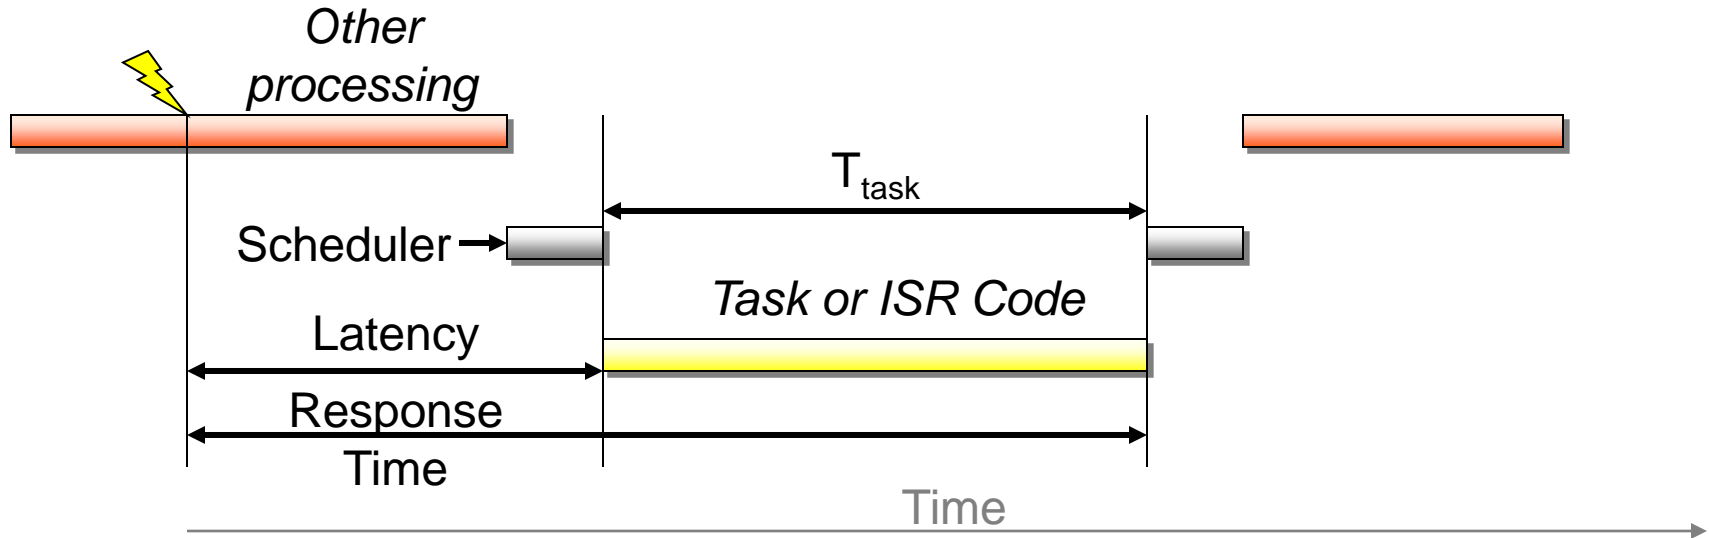 Other
processing
T_task
Scheduler
Task or ISR Code
Latency
Response
Time
Time